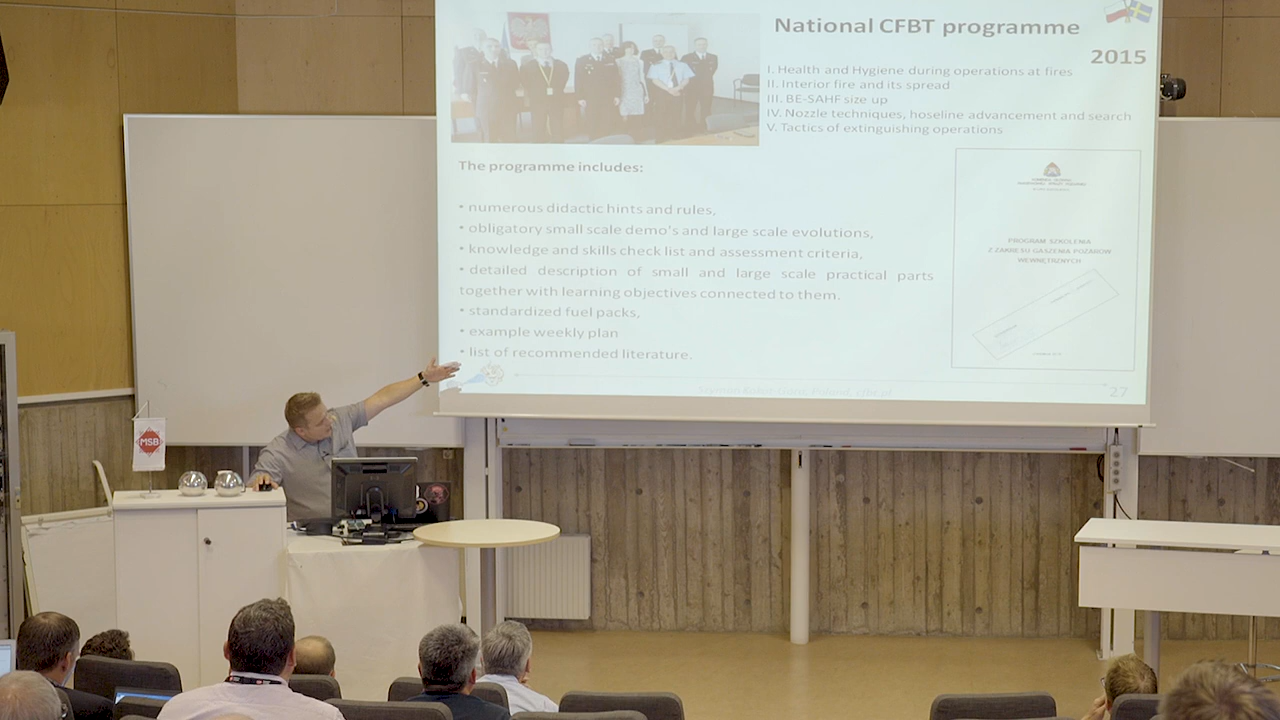 National CFBT programme
2015
I. Health and Hygiene during operations at fires
II. Interior fire and its spread
III. BE-SAHF size up
IV. Nozzle techniques, hoseline advancement and search
V. Tactics of extinguishing operations
The programme includes:
• numerous didactic hints and rules,
• obligatory small scale demo's and large scale evolutions,
• knowledge and skills check list and assessment criteria,
• detailed description of small and large scale practical parts
together with learning objectives connected to them.
• standardized fuel packs,
• example weekly plan
• list of recommended literature.
PROGRAM SZKOLENIA
Z ZAKRESU GASZENIA POŻARÓW
WEWNĘTRZNYCH
27
MSB